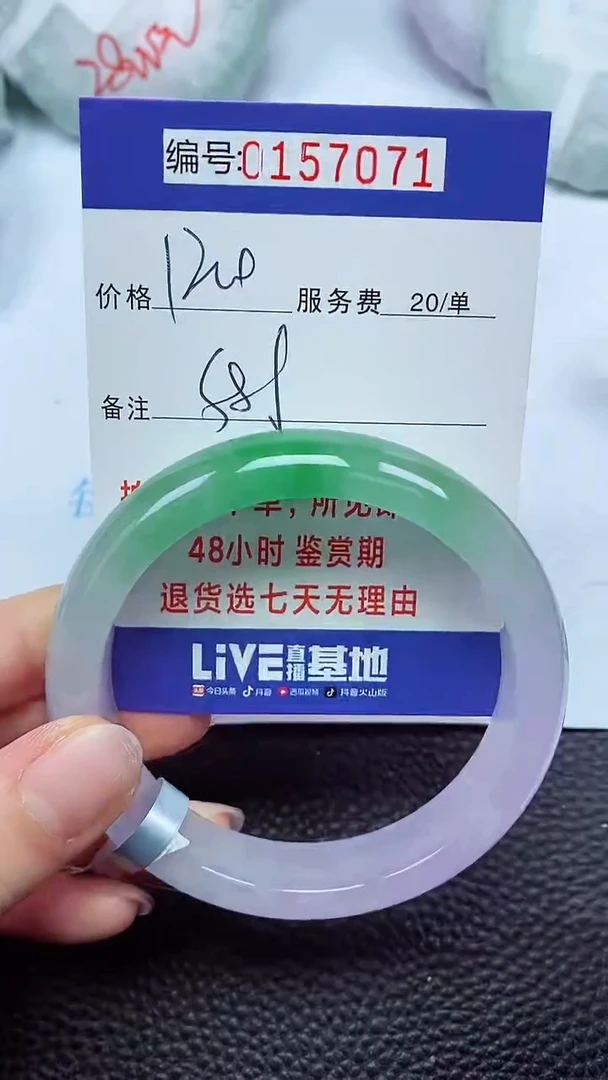 编号:0157071
价格 1200 服务费 20/单
备注 58
48小时 鉴赏期
退货选七天无理由
LiVE直播基地
今日头条 抖音 西瓜视频 抖音火山版